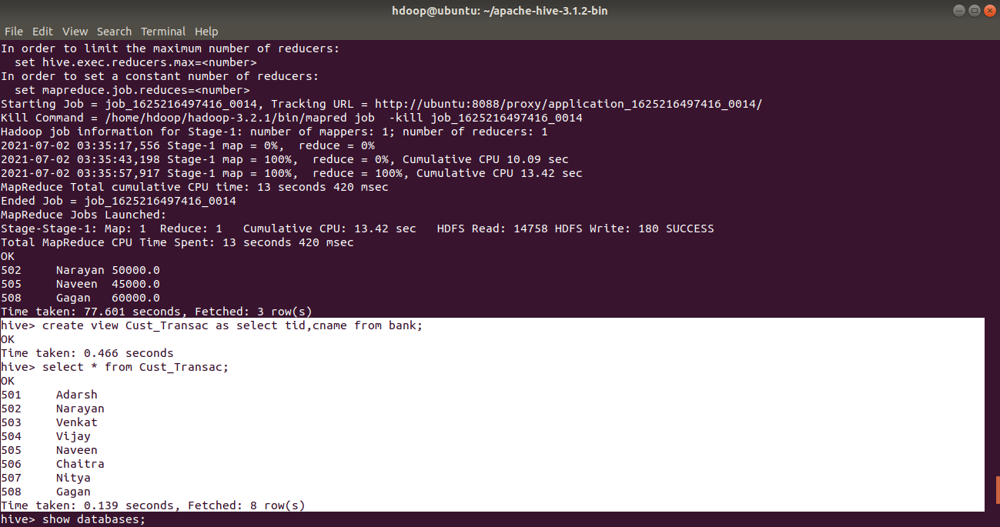 hdoop@ubuntu: ~/apache-hive-3.1.2-bin
File Edit View Search Terminal Help
In order to limit the maximum number of reducers:
  set hive.exec.reducers.max=<number>
In order to set a constant number of reducers:
  set mapreduce.job.reduces=<number>
Starting Job = job_1625216497416_0014, Tracking URL = http://ubuntu:8088/proxy/application_1625216497416_0014/
Kill Command = /home/hdoop/hadoop-3.2.1/bin/mapred job  -kill job_1625216497416_0014
Hadoop job information for Stage-1: number of mappers: 1; number of reducers: 1
2021-07-02 03:35:17,556 Stage-1 map = 0%,  reduce = 0%
2021-07-02 03:35:43,198 Stage-1 map = 100%,  reduce = 0%, Cumulative CPU 10.09 sec
2021-07-02 03:35:57,917 Stage-1 map = 100%,  reduce = 100%, Cumulative CPU 13.42 sec
MapReduce Total cumulative CPU time: 13 seconds 420 msec
Ended Job = job_1625216497416_0014
MapReduce Jobs Launched:
Stage-Stage-1: Map: 1  Reduce: 1   Cumulative CPU: 13.42 sec   HDFS Read: 14758 HDFS Write: 180 SUCCESS
Total MapReduce CPU Time Spent: 13 seconds 420 msec
OK
502     Narayan 50000.0
505     Naveen  45000.0
508     Gagan   60000.0
Time taken: 77.601 seconds, Fetched: 3 row(s)
hive> create view Cust_Transac as select tid,cname from bank;
OK
Time taken: 0.466 seconds
hive> select * from Cust_Transac;
OK
501     Adarsh
502     Narayan
503     Venkat
504     Vijay
505     Naveen
506     Chaitra
507     Nitya
508     Gagan
Time taken: 0.139 seconds, Fetched: 8 row(s)
hive> show databases;